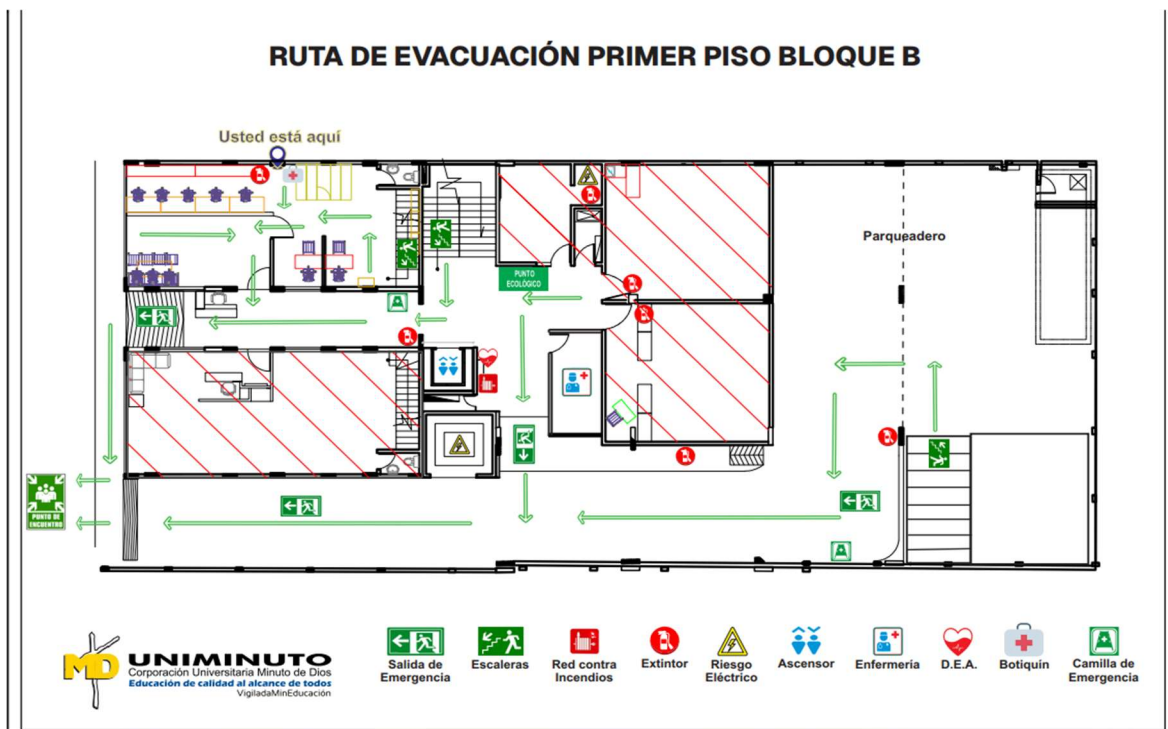 RUTA DE EVACUACIÓN PRIMER PISO BLOQUE B
Usted está aquí
Parqueadero
PUNTO
ECOLÓGICO
PUNTO DE
ENCUENTRO
MD
UNIMINUTO
Corporación Universitaria Minuto de Dios
Educación de calidad al alcance de todos
VigiladaMinEducación
Salida de
Emergencia
Escaleras
Red contra
Incendios
Extintor
Riesgo
Eléctrico
Ascensor
Enfermeria
D.E.A.
Botiquín
Camilla de
Emergencia